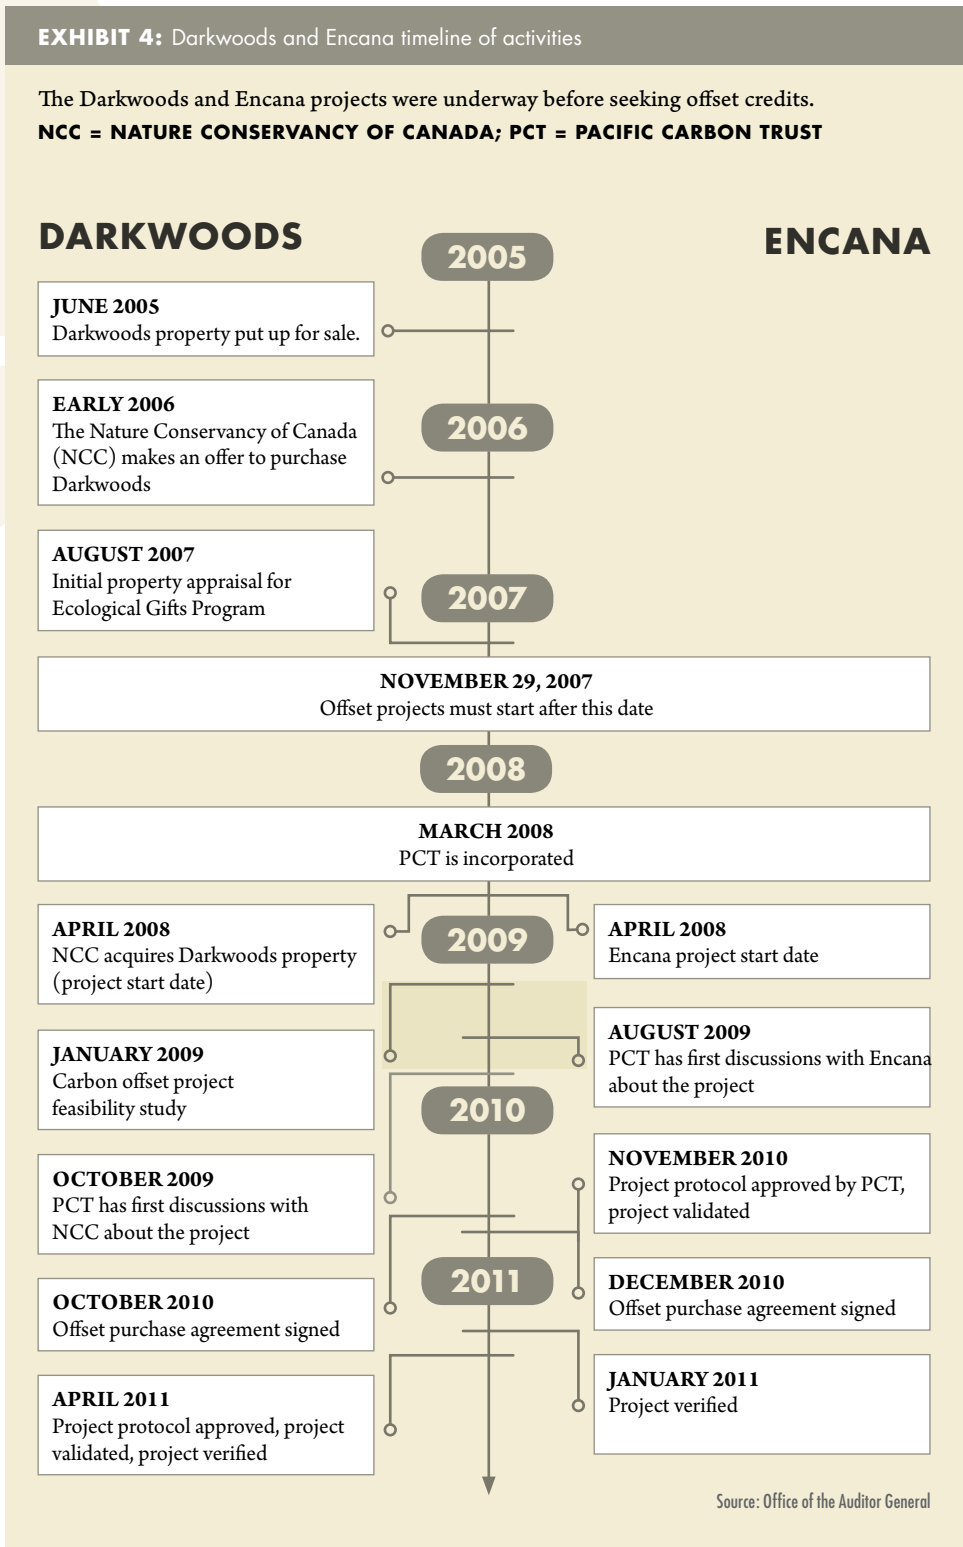 EXHIBIT 4: Darkwoods and Encana timeline of activities
The Darkwoods and Encana projects were underway before seeking offset credits.
NCC = NATURE CONSERVANCY OF CANADA; PCT = PACIFIC CARBON TRUST
DARKWOODS
ENCANA
2005
JUNE 2005
Darkwoods property put up for sale.
EARLY 2006
The Nature Conservancy of Canada
(NCC) makes an offer to purchase
Darkwoods
2006
AUGUST 2007
Initial property appraisal for
Ecological Gifts Program
2007
NOVEMBER 29, 2007
Offset projects must start after this date
2008
MARCH 2008
PCT is incorporated
APRIL 2008
NCC acquires Darkwoods property
(project start date)
2009
APRIL 2008
Encana project start date
JANUARY 2009
Carbon offset project
feasibility study
AUGUST 2009
PCT has first discussions with Encana
about the project
2010
OCTOBER 2009
PCT has first discussions with
NCC about the project
NOVEMBER 2010
Project protocol approved by PCT,
project validated
2011
OCTOBER 2010
Offset purchase agreement signed
DECEMBER 2010
Offset purchase agreement signed
APRIL 2011
Project protocol approved, project
validated, project verified
JANUARY 2011
Project verified
Source: Office of the Auditor General